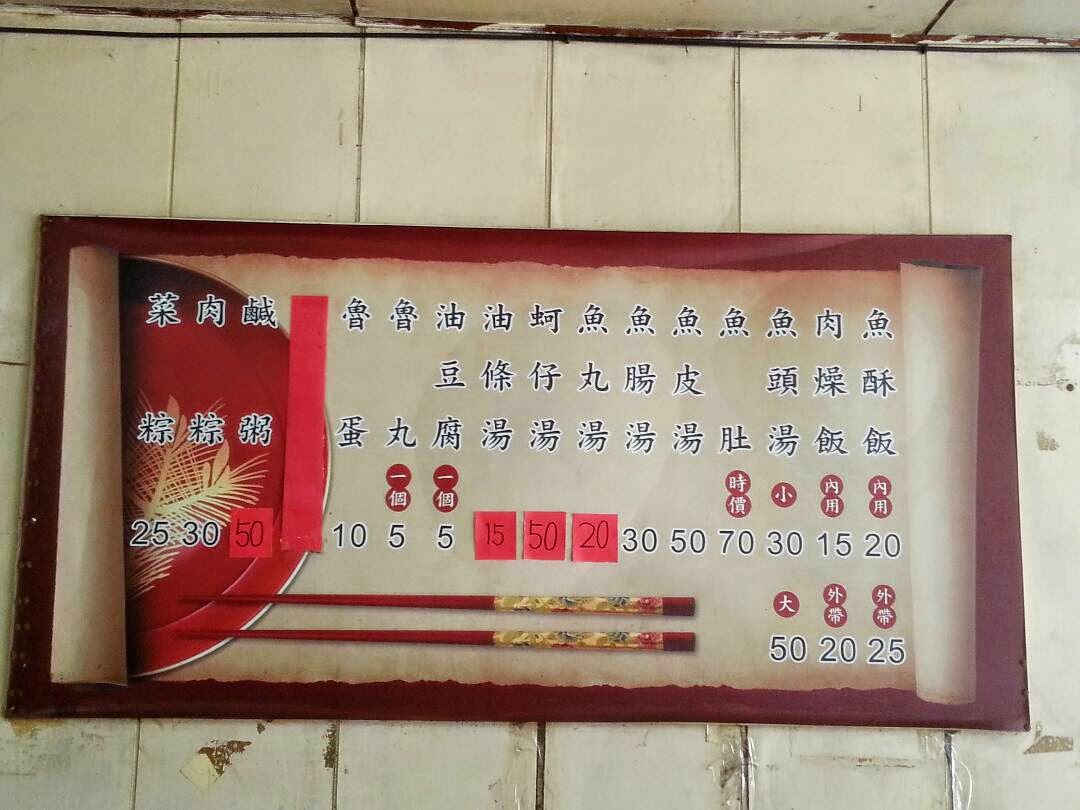 魚酥飯 內用 20 外帶 25
肉燥飯 內用 15 外帶 20
魚頭湯 小 30 大 50
魚肚 時價 70
魚皮湯 50
魚腸湯 30
魚丸湯 20
蚵仔湯 50
油條湯 15
油豆腐 一個 5
魯丸 一個 5
魯蛋 10
鹹粥 50
肉粽 30
菜粽 25